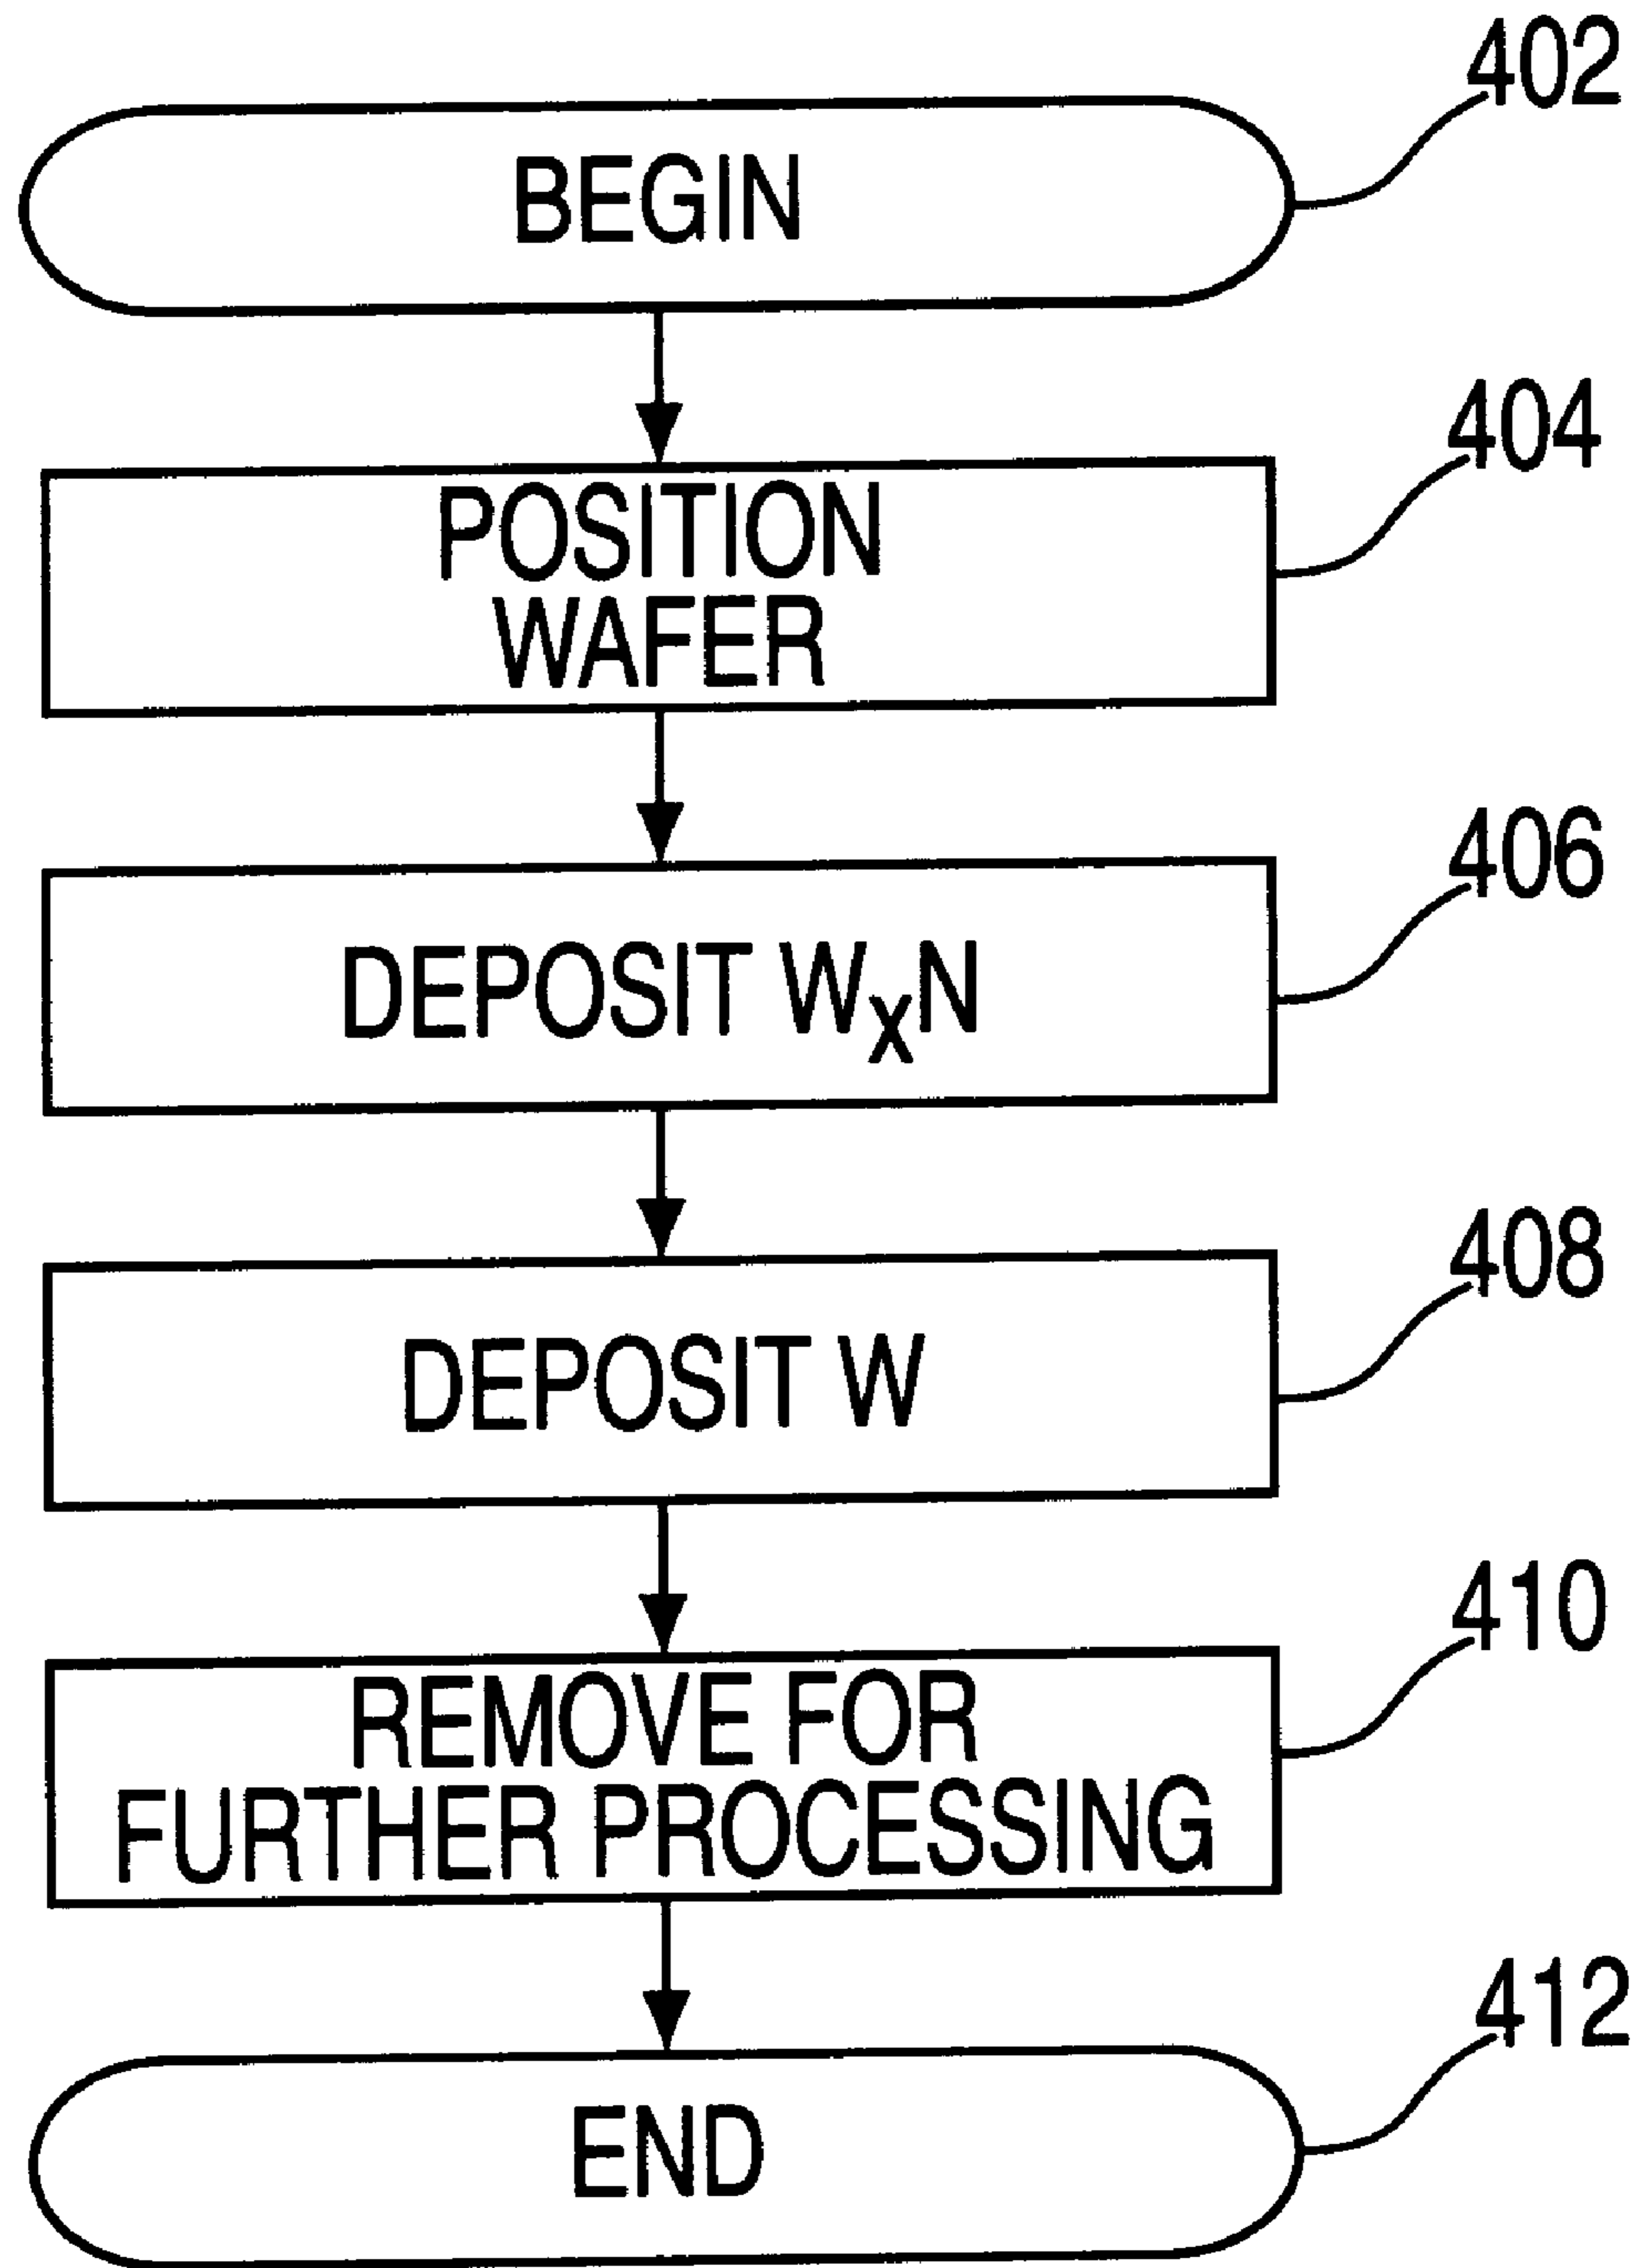 402
BEGIN
404
POSITION
WAFER
406
DEPOSIT WXN
408
DEPOSIT W
410
REMOVE FOR
FURTHER PROCESSING
412
END